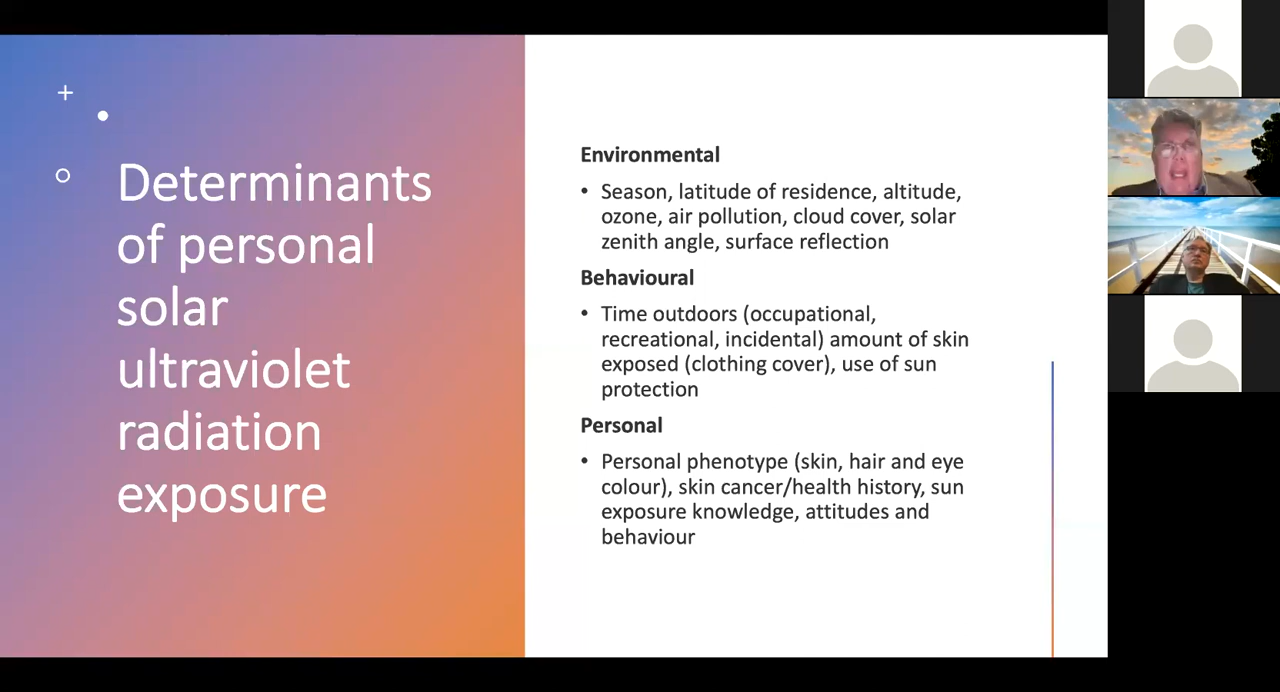 Determinants
of personal
solar
ultraviolet
radiation
exposure
Environmental
• Season, latitude of residence, altitude,
ozone, air pollution, cloud cover, solar
zenith angle, surface reflection
Behavioural
• Time outdoors (occupational,
recreational, incidental) amount of skin
exposed (clothing cover), use of sun
protection
Personal
• Personal phenotype (skin, hair and eye
colour), skin cancer/health history, sun
exposure knowledge, attitudes and
behaviour